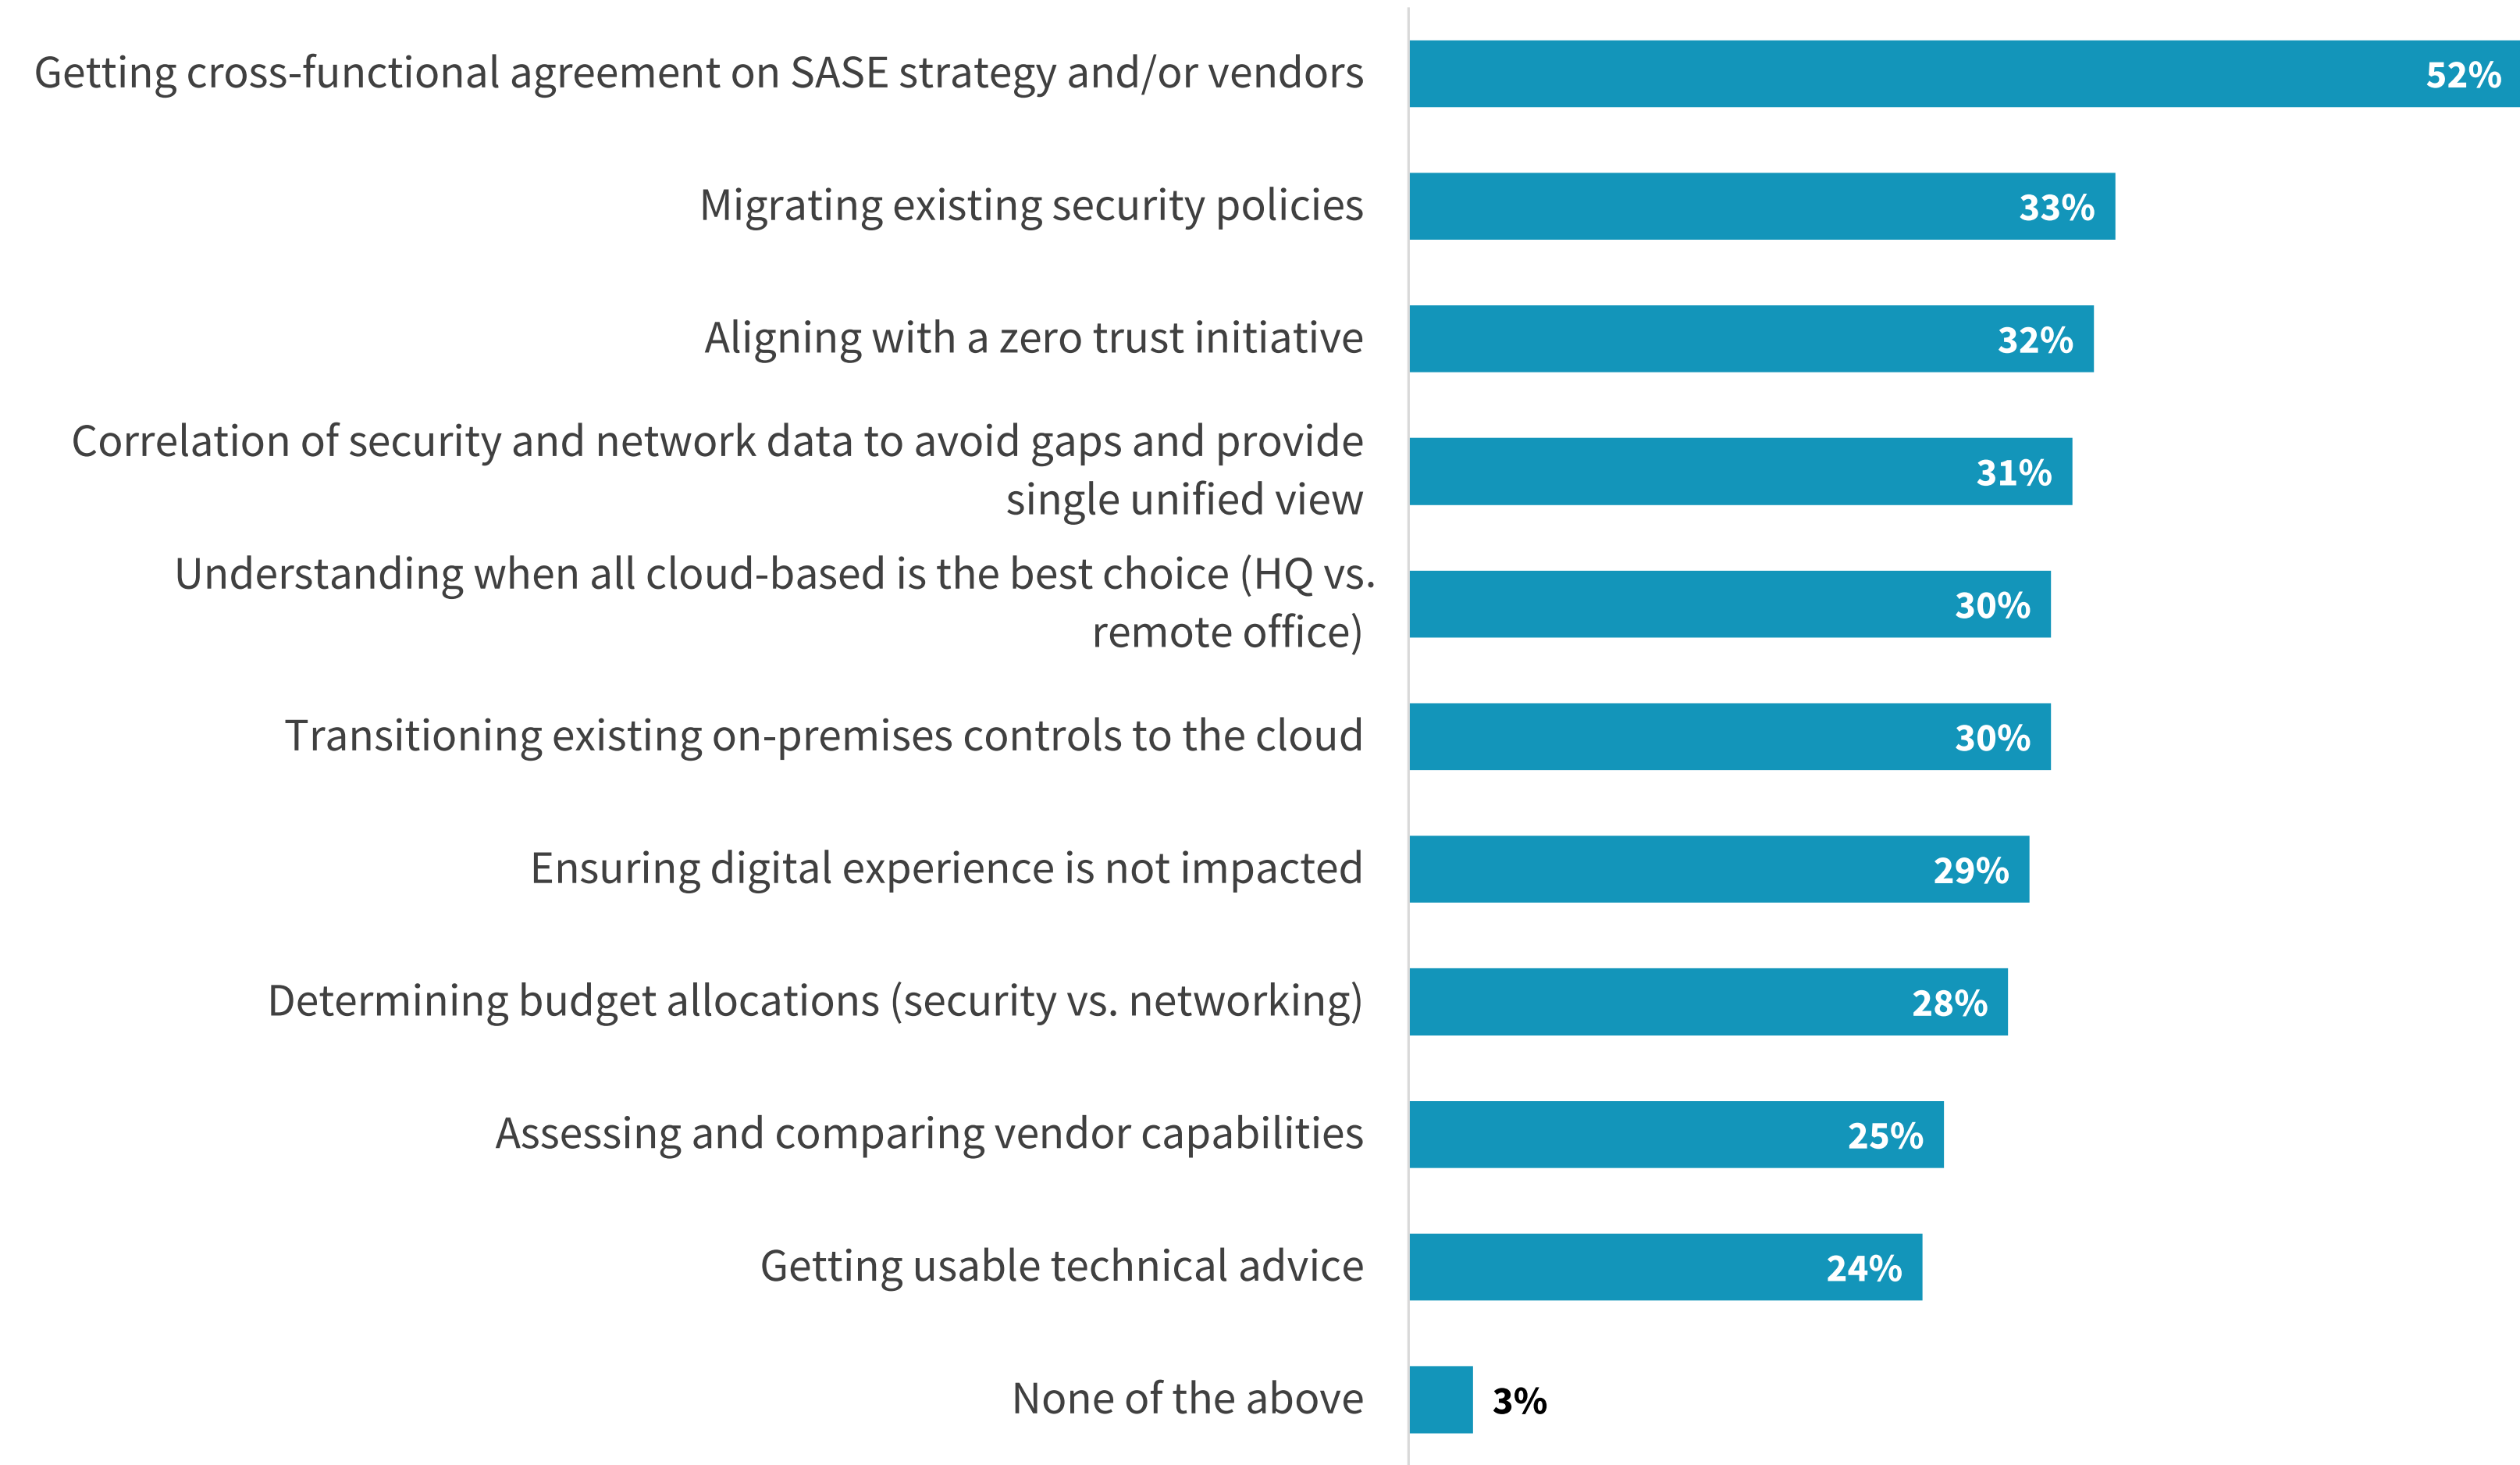 Getting cross-functional agreement on SASE strategy and/or vendors 52%
Migrating existing security policies 33%
Aligning with a zero trust initiative 32%
Correlation of security and network data to avoid gaps and provide
single unified view 31%
Understanding when all cloud-based is the best choice (HQ vs.
remote office) 30%
Transitioning existing on-premises controls to the cloud 30%
Ensuring digital experience is not impacted 29%
Determining budget allocations (security vs. networking) 28%
Assessing and comparing vendor capabilities 25%
Getting usable technical advice 24%
None of the above 3%